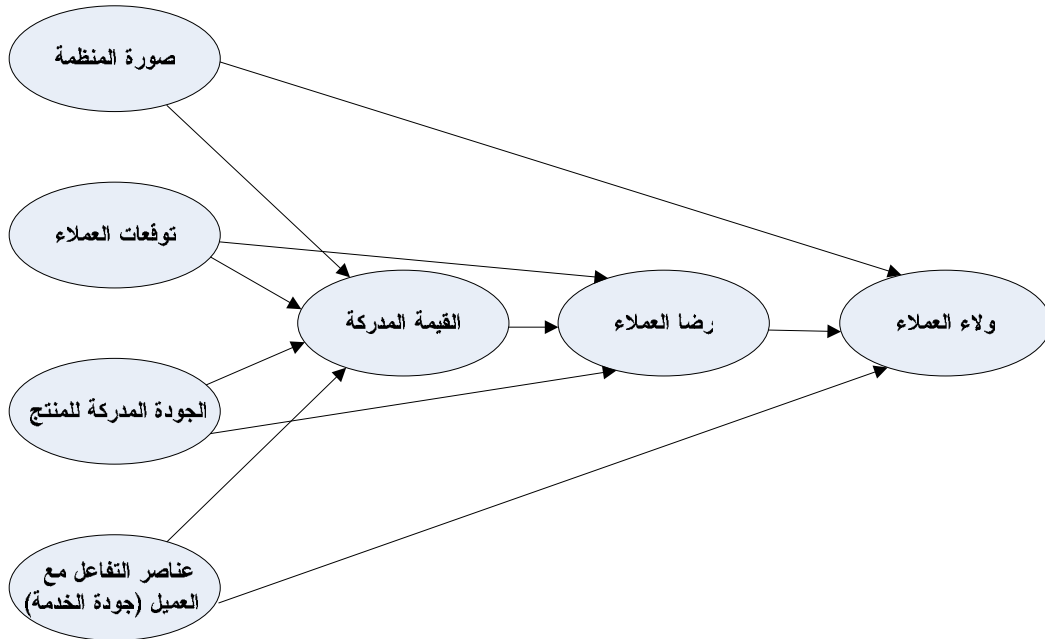 صورة المنظمة
توقعات العملاء
القيمة المدركة
رضا العملاء
ولاء العملاء
الجودة المدركة للمنتج
عناصر التفاعل مع
العميل (جودة الخدمة)